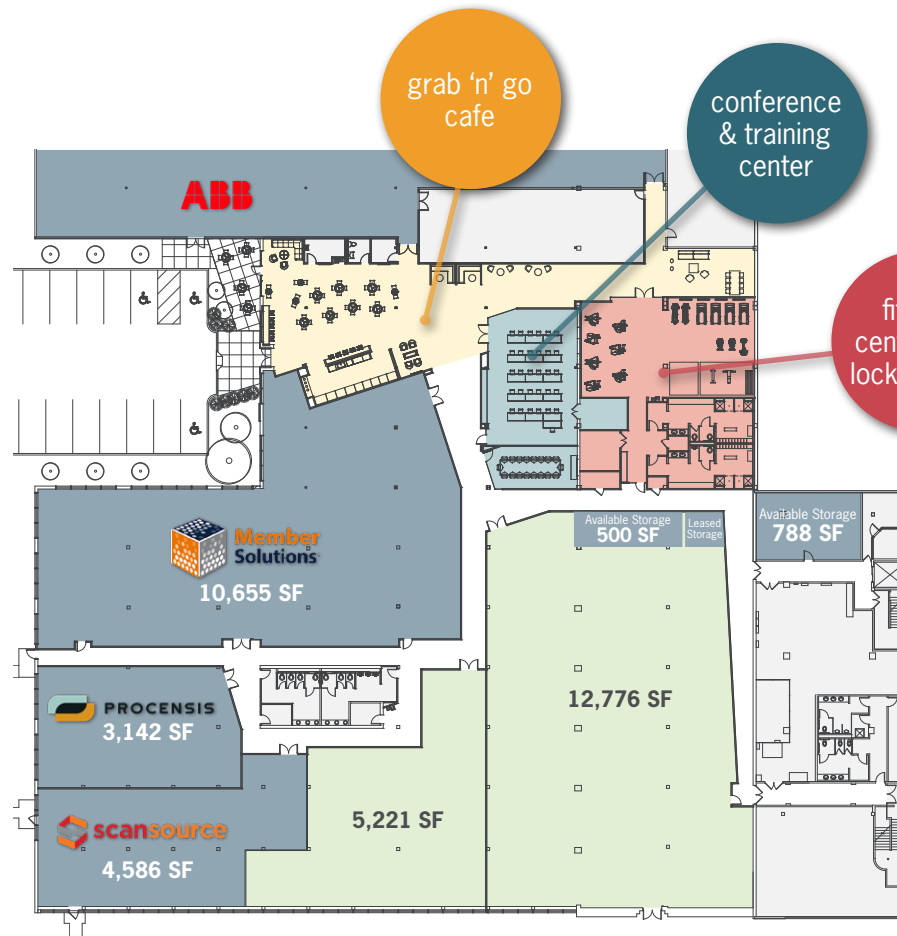 grab ‘n’ go
cafe
conference
& training
center
ABB
Member
Solutions
10,655 SF
Available Storage
500 SF
Leased
Storage
Available Storage
788 SF
PROCENSIS
3,142 SF
12,776 SF
scansource
4,586 SF
5,221 SF